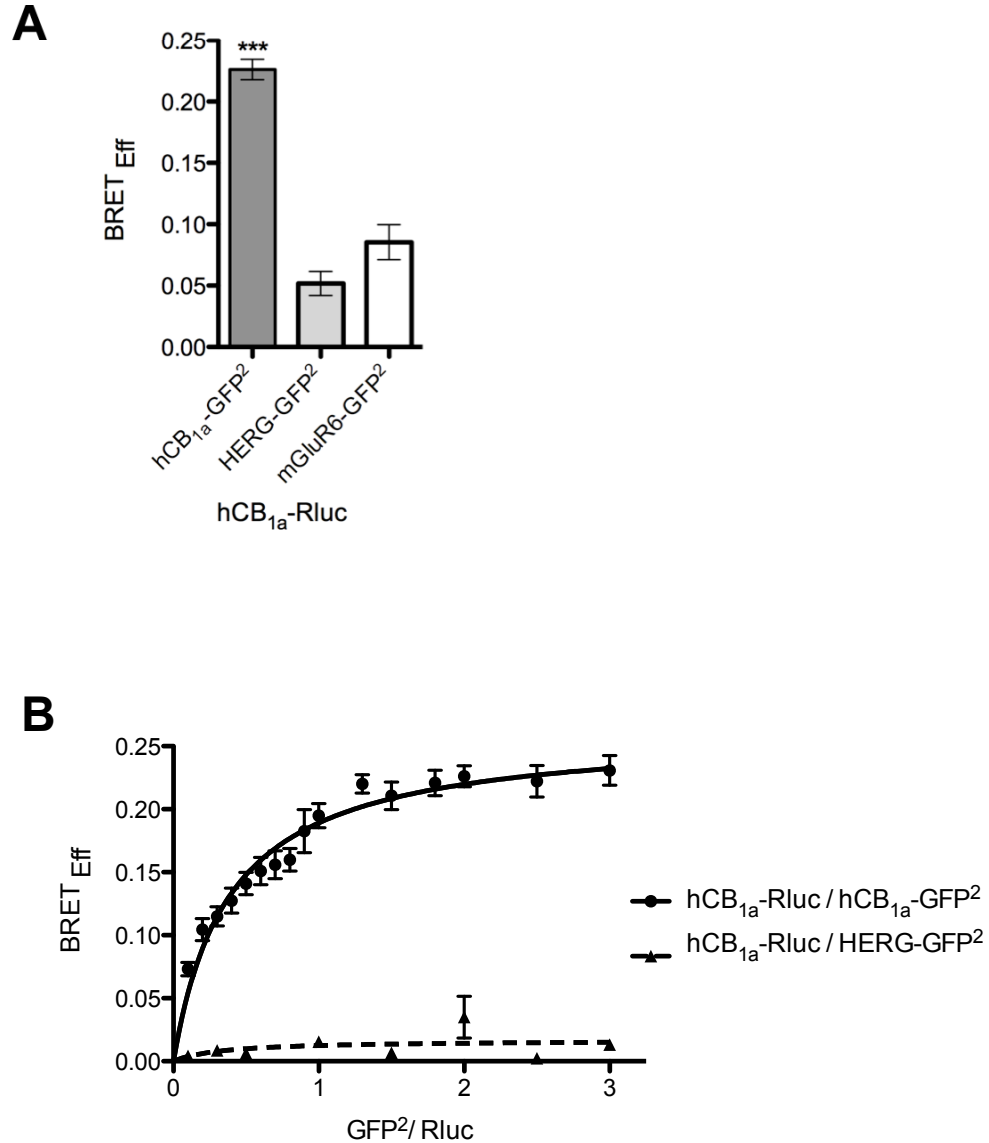 A
0.25
***
0.20
0.15
0.10
0.05
0.00
BRET Eff
hCB1a-GFP2
HERG-GFP2
mGluR6-GFP2
hCB1a-Rluc
B
0.25
0.20
0.15
0.10
0.05
0.00
BRET Eff
0 1 2 3
GFP2/ Rluc
hCB1a-Rluc / hCB1a-GFP2
hCB1a-Rluc / HERG-GFP2